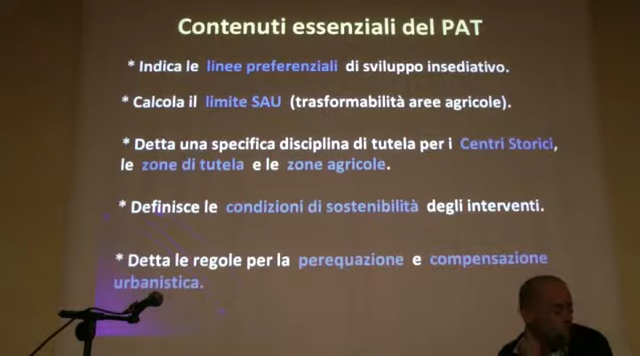 Contenuti essenziali del PAT
* Indica le linee preferenziali di sviluppo insediativo.
* Calcola il limite SAU (trasformabilità aree agricole).
* Detta una specifica disciplina di tutela per i Centri Storici,
le zone di tutela e le zone agricole.
* Definisce le condizioni di sostenibilità degli interventi.
* Detta le regole per la perequazione e compensazione
urbanistica.